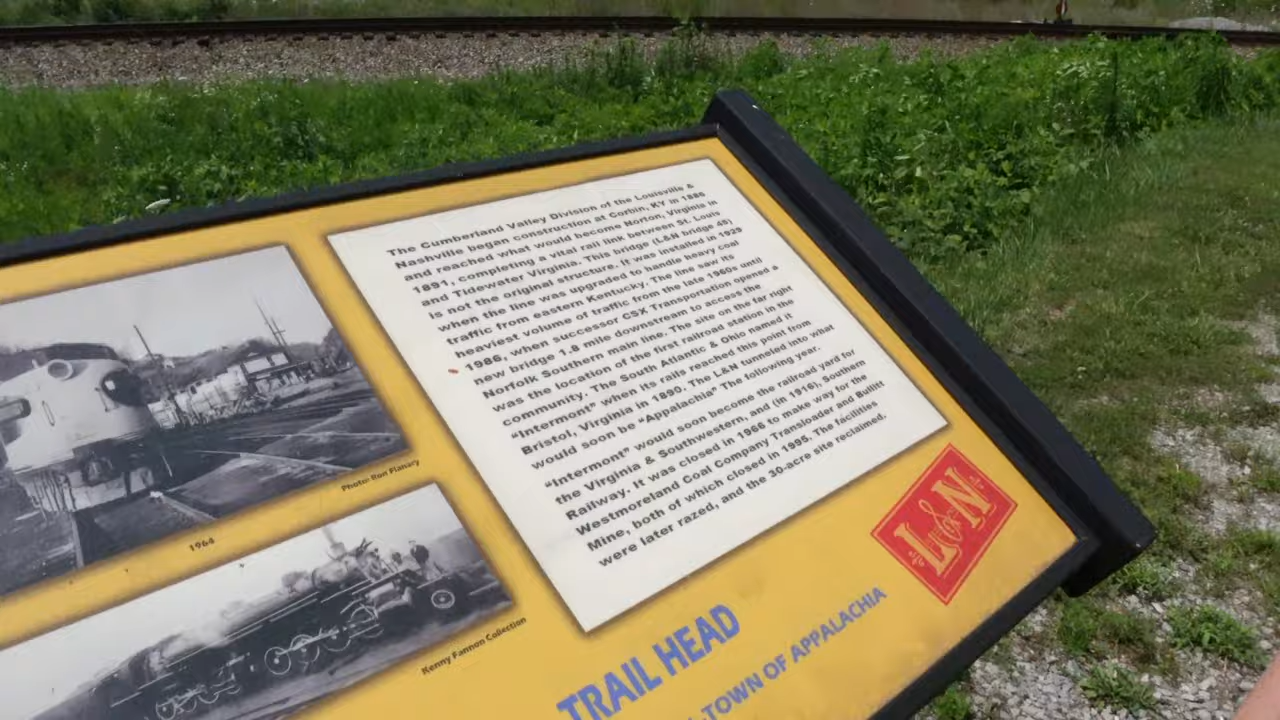 The Cumberland Valley Division of the Louisville &
Nashville began construction at Corbin, KY in 1886
and reached what would become Norton, Virginia in
1891, completing a vital rail link between St. Louis
and Tidewater Virginia. This bridge (L&N bridge 48)
is not the original structure. It was installed in 1929
when the line was upgraded to handle heavy coal
traffic from eastern Kentucky. The line saw its
heaviest volume of traffic from the late 1960s until
1986, when successor CSX Transportation opened a
new bridge 1.8 mile downstream to access the
Norfolk Southern main line. The site on the far right
was the location of the first railroad station in the
community. The South Atlantic & Ohio named it
"Intermont" when its rails reached this point from
Bristol, Virginia in 1890. The L&N tunneled into what
would soon be "Appalachia" The following year.
"Intermont" would soon become the railroad yard for
the Virginia & Southwestern, and (in 1916), Southern
Railway. It was closed in 1966 to make way for the
Westmoreland Coal Company Transloader and Bullitt
Mine, both of which closed in 1995. The facilities
were later razed, and the 30-acre site reclaimed.
Photo: Ron Flanary
1964
Kenny Fannon Collection
L&N
TRAIL HEAD
TOWN OF APPALACHIA